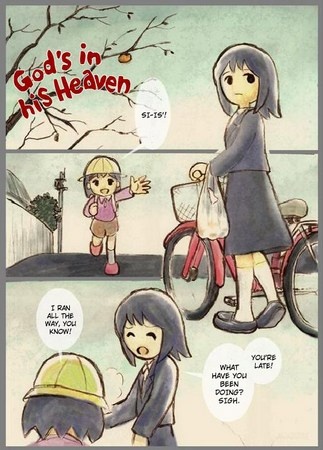 God's in
his Heaven
SI-IS'!
I RAN
ALL THE
WAY, YOU
KNOW!
YOU'RE
LATE!
WHAT
HAVE YOU
BEEN
DOING?
SIGH.